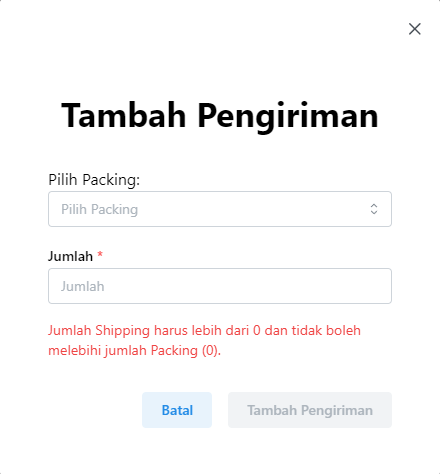 Tambah Pengiriman
Pilih Packing:
Pilih Packing
Jumlah *
Jumlah
Jumlah Shipping harus lebih dari 0 dan tidak boleh
melebihi jumlah Packing (0).
Batal
Tambah Pengiriman